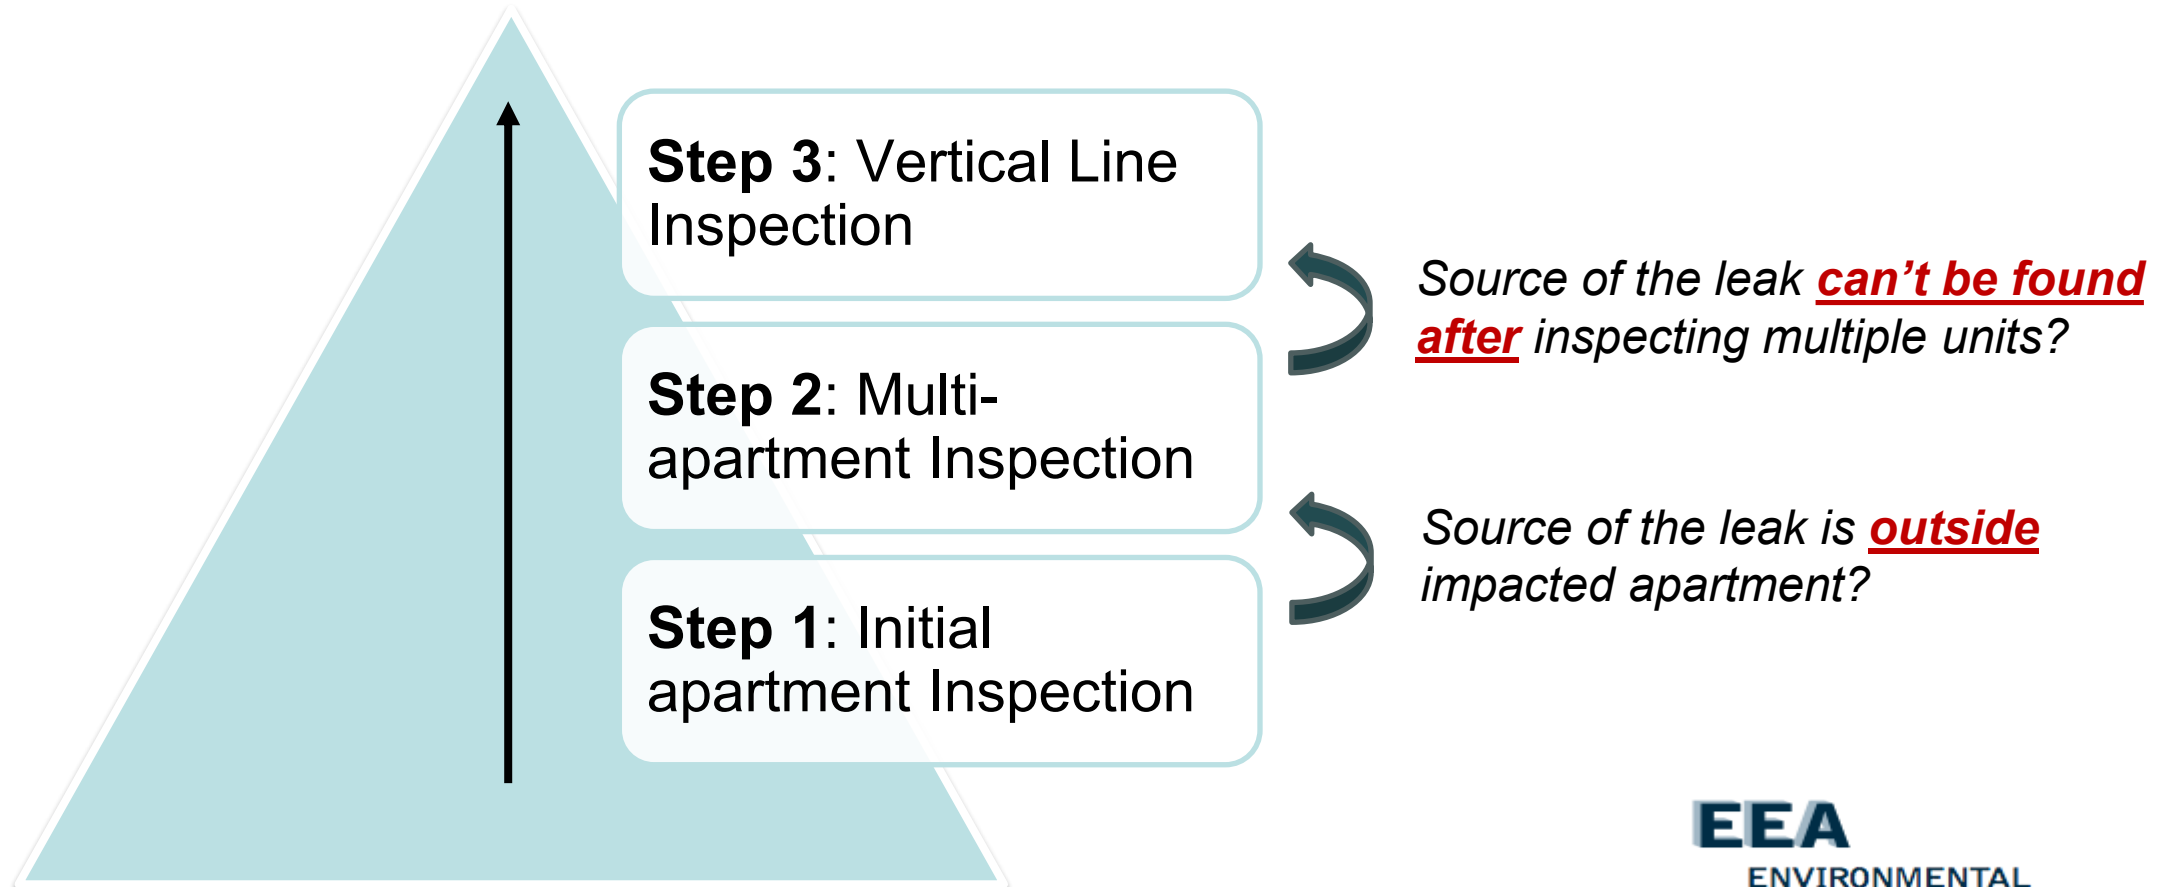 Step 3: Vertical Line
Inspection
Source of the leak can’t be found
after inspecting multiple units?
Step 2: Multi-
apartment Inspection
Source of the leak is outside
impacted apartment?
Step 1: Initial
apartment Inspection
EEA
ENVIRONMENTAL